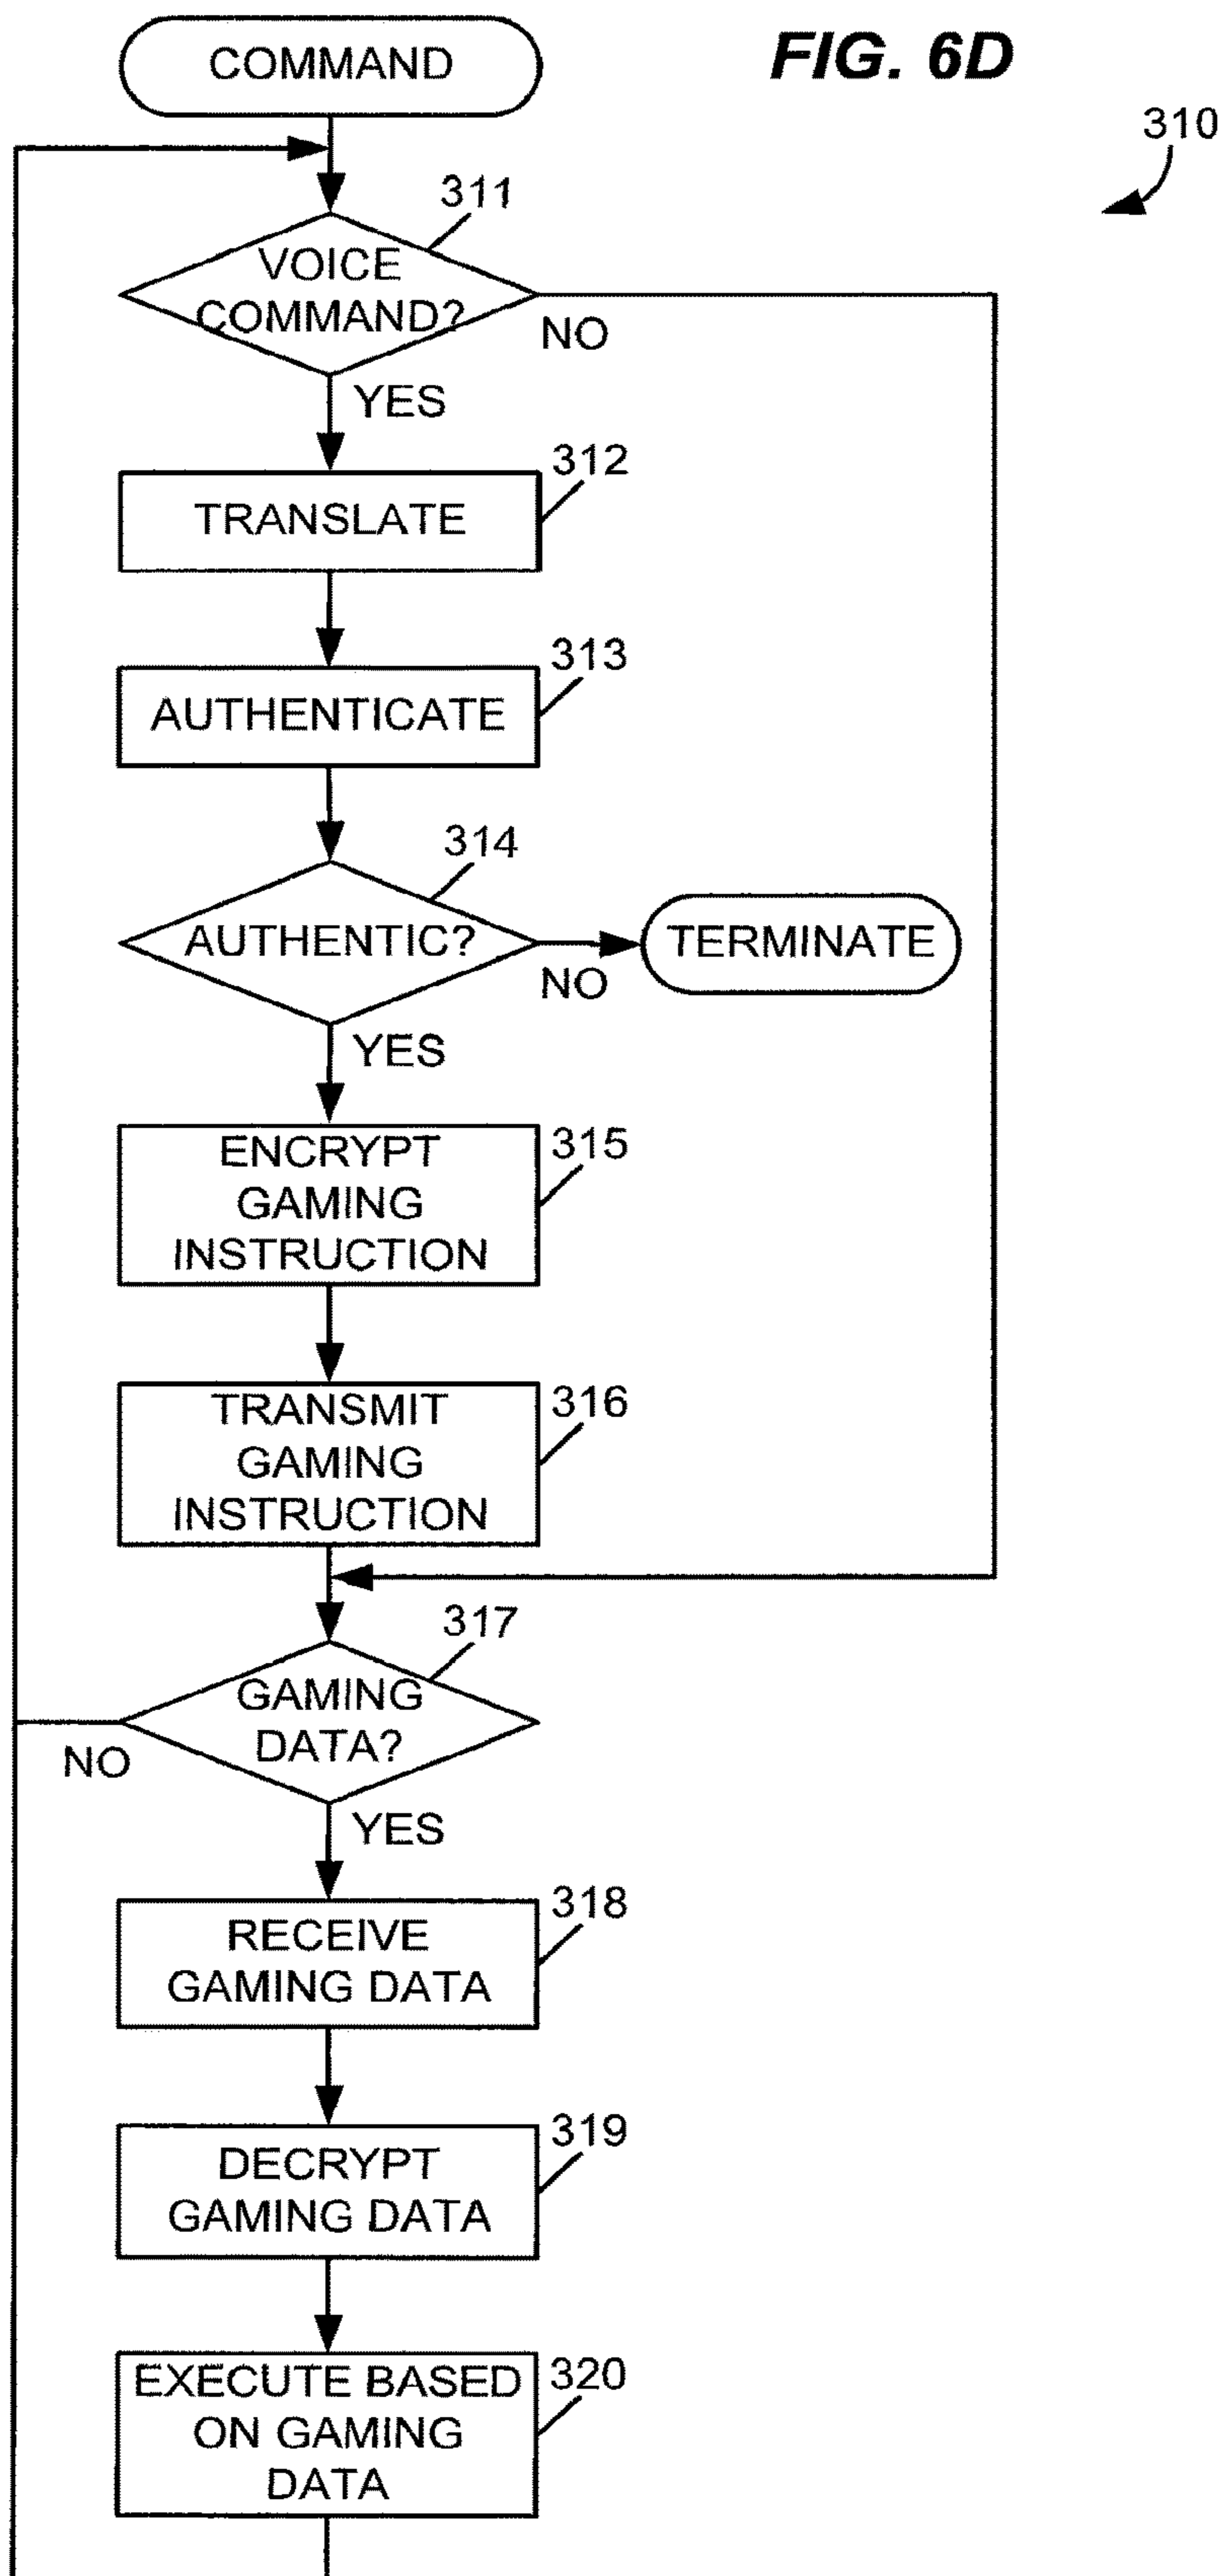 COMMAND
FIG. 6D
310
311
VOICE
COMMAND?
NO
YES
312
TRANSLATE
313
AUTHENTICATE
314
AUTHENTIC?
NO
TERMINATE
YES
315
ENCRYPT
GAMING
INSTRUCTION
316
TRANSMIT
GAMING
INSTRUCTION
317
GAMING
DATA?
NO
YES
318
RECEIVE
GAMING DATA
319
DECRYPT
GAMING DATA
320
EXECUTE BASED
ON GAMING
DATA